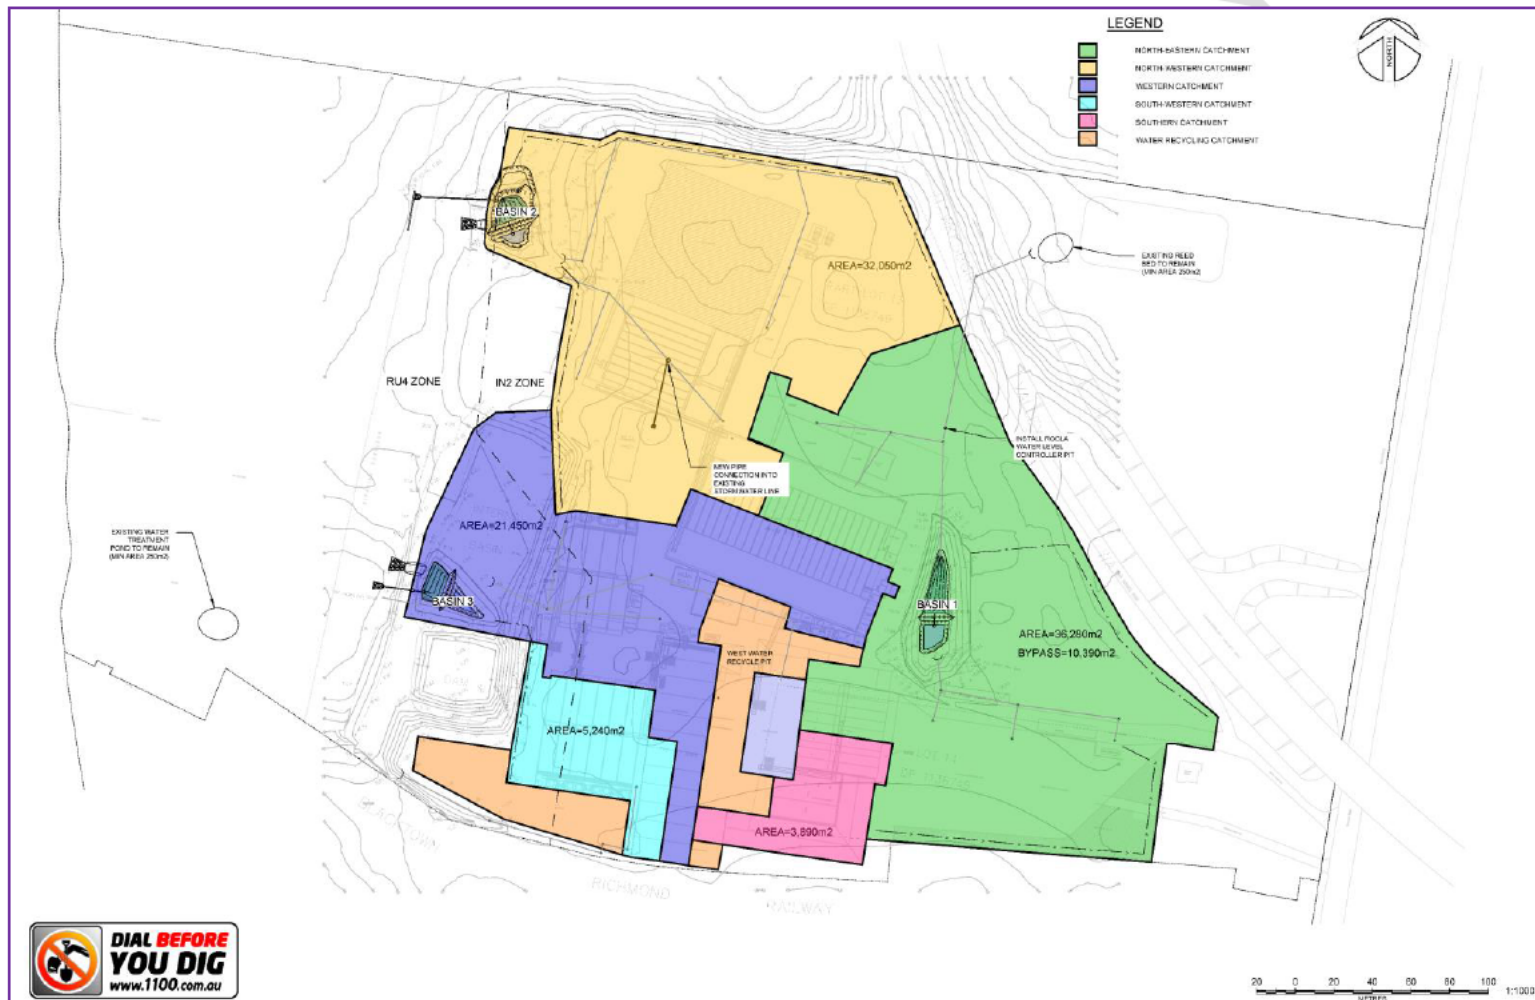 LEGEND
NORTH-EASTERN CATCHMENT
NORTH-WESTERN CATCHMENT
WESTERN CATCHMENT
SOUTH-WESTERN CATCHMENT
SOUTHERN CATCHMENT
WATER RECYCLING CATCHMENT
NORTH
BASIN 2
AREA=32,050m2
EXISTING REED
BED TO REMAIN
(MIN AREA 250m2)
RU4 ZONE
IN2 ZONE
INSTALL ROCLA
WATER LEVEL
CONTROLLER PIT
NEW PIPE
CONNECTION INTO
EXISTING
STORMWATER LINE
AREA=21,450m2
EXISTING WATER
TREATMENT
POND TO REMAIN
(MIN AREA 250m2)
BASIN 3
BASIN 1
AREA=36,280m2
BYPASS=10,390m2
WEST WATER
RECYCLE PIT
DAM
AREA=5,240m2
AREA=3,890m2
BLACKTOWN
RICHMOND
RAILWAY
DIAL BEFORE
YOU DIG
www.1100.com.au
20 0 20 40 60 80 100
METRES
1:1000